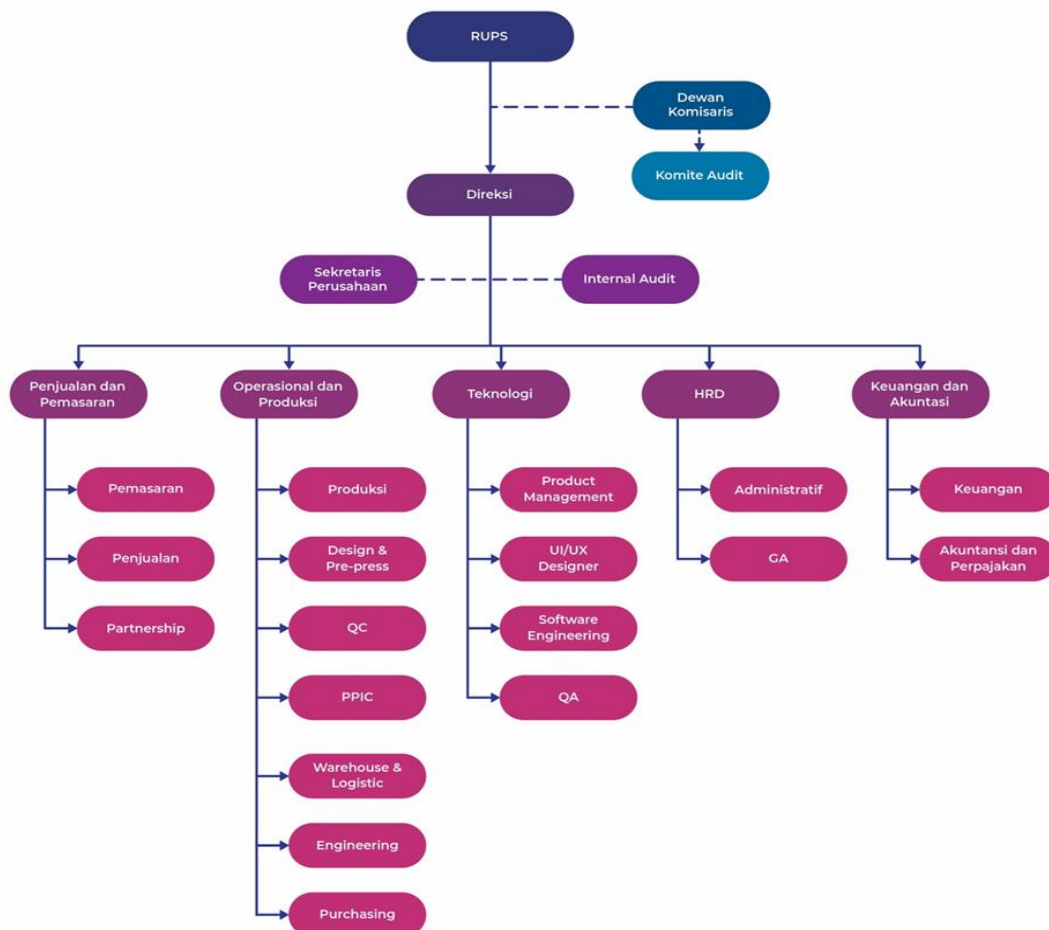 RUPS
Dewan
Komisaris
Komite Audit
Direksi
Sekretaris
Perusahaan
Internal Audit
Penjualan dan
Pemasaran
Operasional dan
Produksi
Teknologi
HRD
Keuangan dan
Akuntasi
Pemasaran
Penjualan
Partnership
Produksi
Design &
Pre-press
QC
PPIC
Warehouse &
Logistic
Engineering
Purchasing
Product
Management
UI/UX
Designer
Software
Engineering
QA
Administratif
GA
Keuangan
Akuntansi dan
Perpajakan